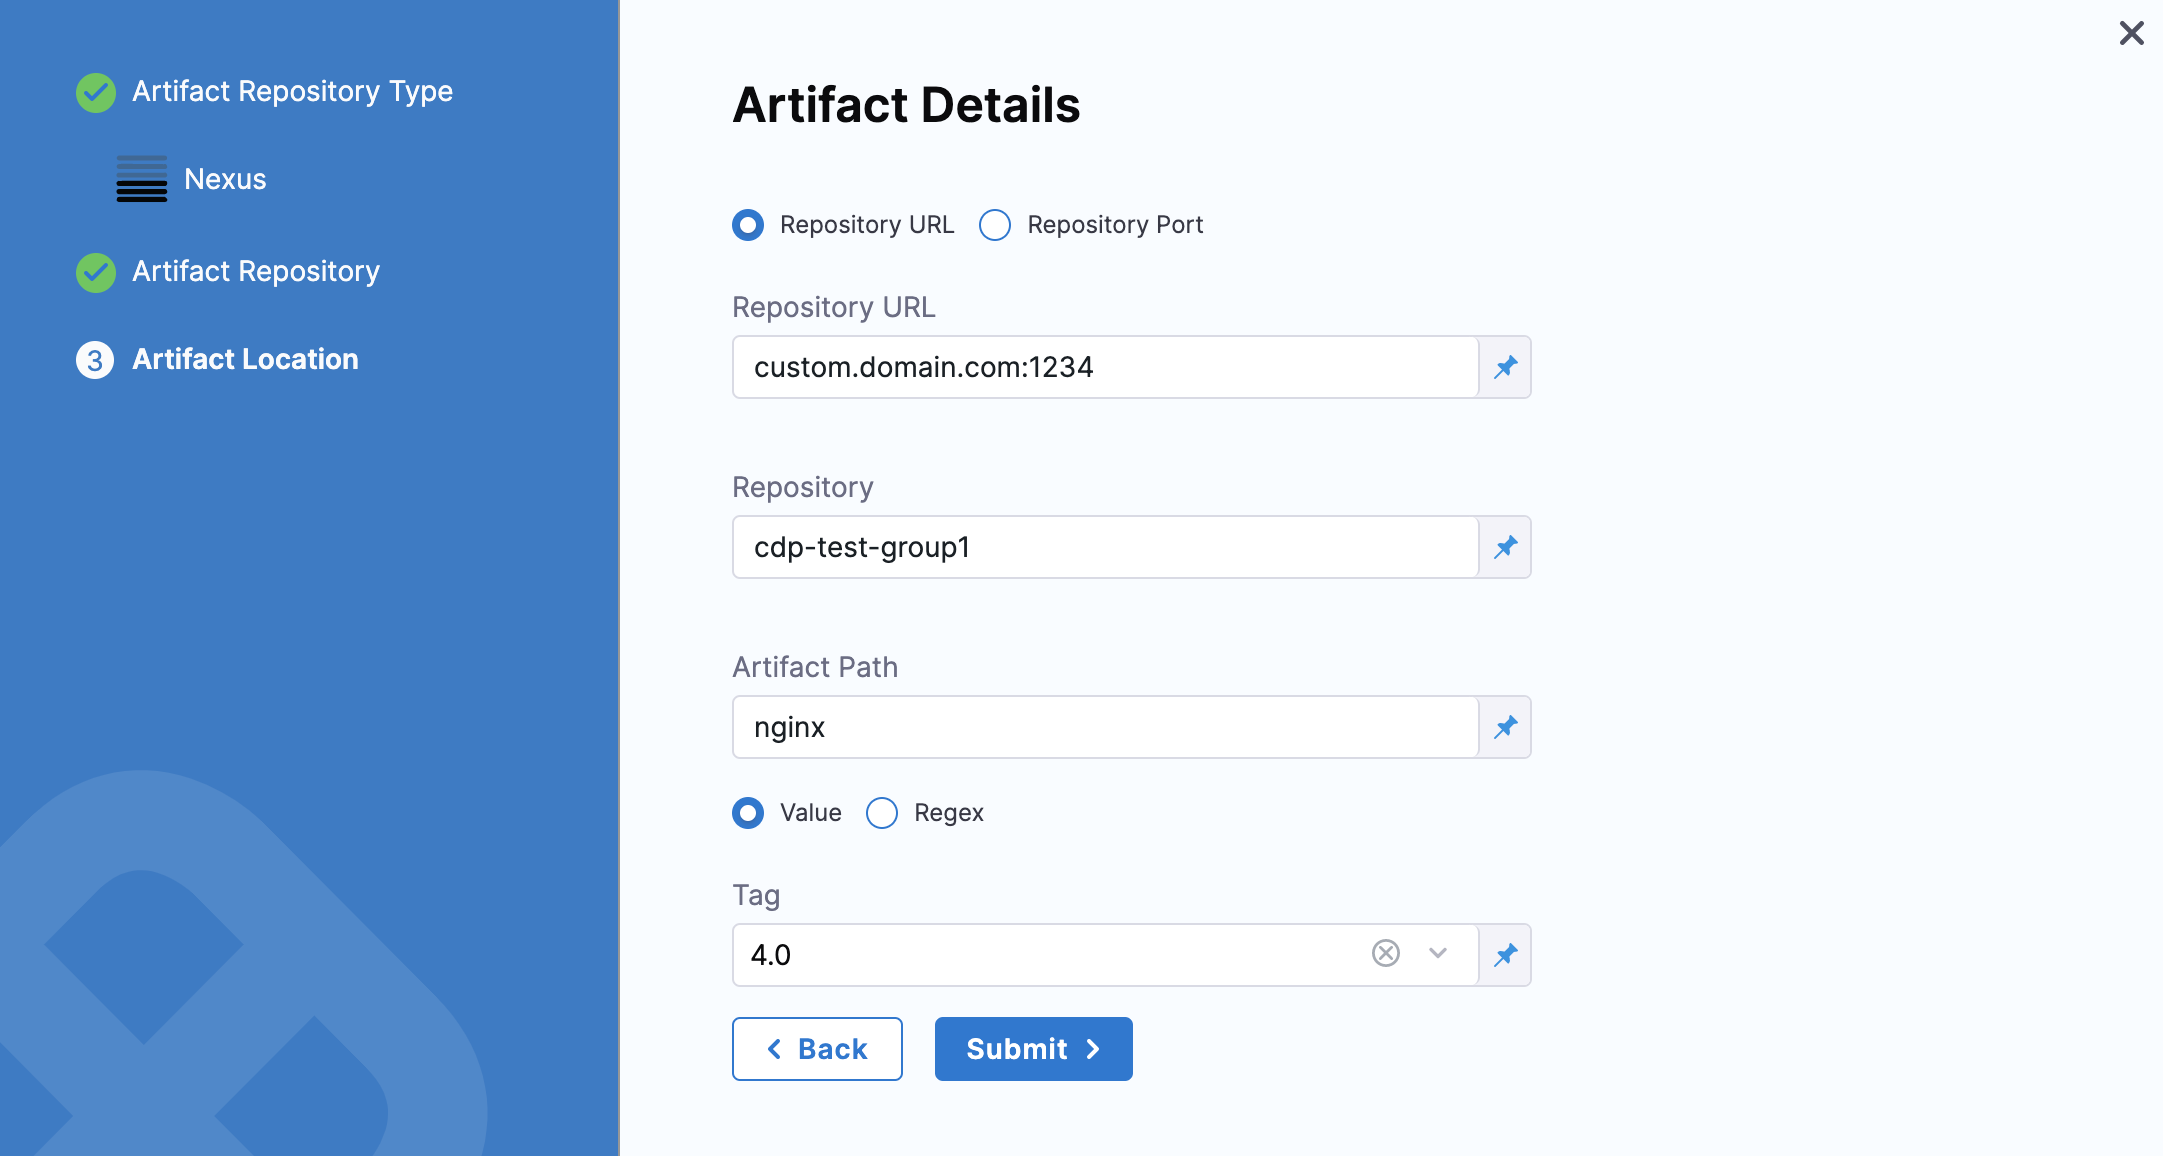 Artifact Repository Type
Nexus
Artifact Repository
3 Artifact Location
Artifact Details
Repository URL Repository Port
Repository URL
custom.domain.com:1234
Repository
cdp-test-group1
Artifact Path
nginx
Value Regex
Tag
4.0
Back Submit